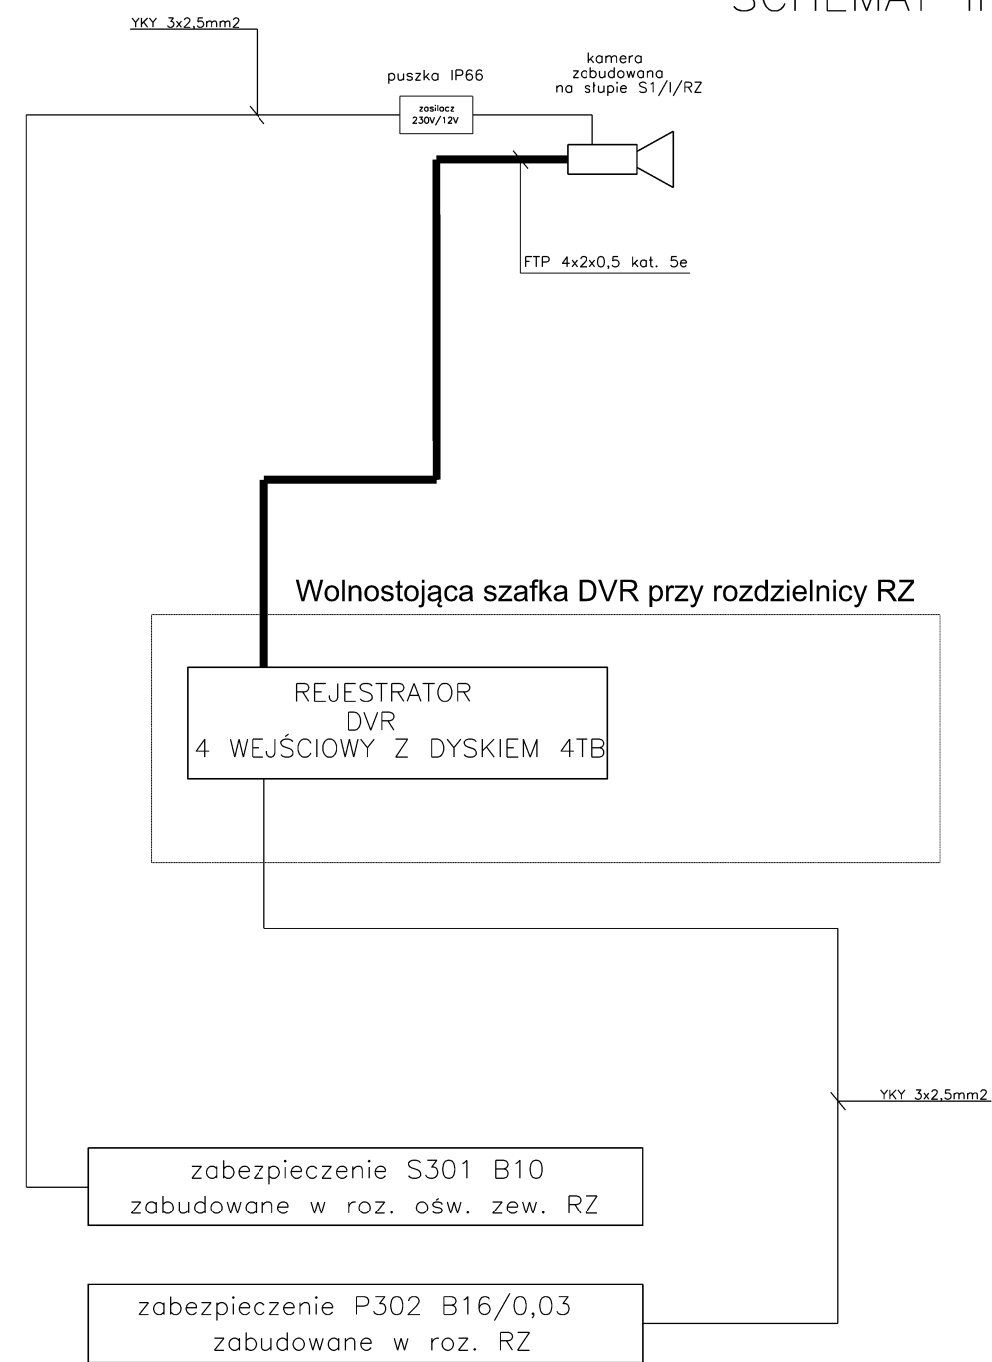 SCHEMAT
YKY 3x2,5mm2
puszka IP66
kamera
zabudowana
na słupie S1/I/RZ
zasilacz
230V/12V
FTP 4x2x0,5 kat. 5e
Wolnostojąca szafka DVR przy rozdzielnicy RZ
REJESTRATOR
DVR
4 WEJŚCIOWY Z DYSKIEM 4TB
YKY 3x2,5mm2
zabezpieczenie S301 B10
zabudowane w roz. ośw. zew. RZ
zabezpieczenie P302 B16/0,03
zabudowane w roz. RZ